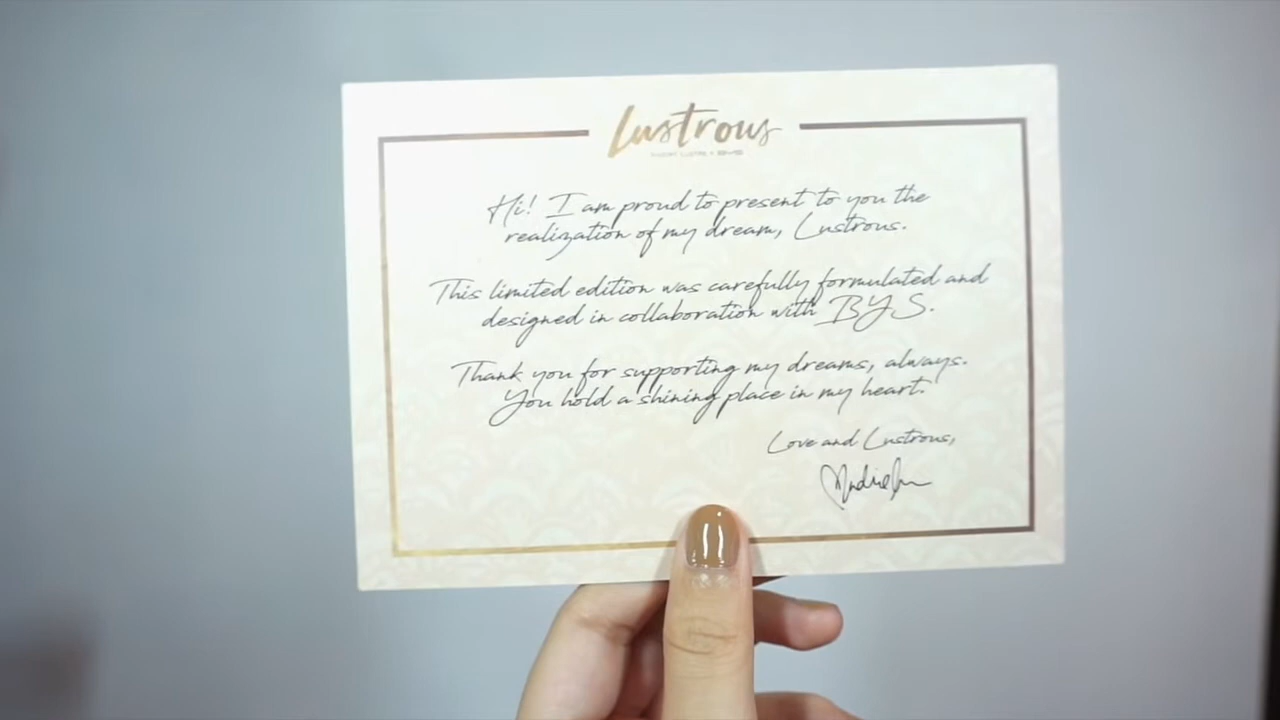 Lustrous
Hi! I am proud to present to you the
realization of my dream, Lustrous.
This limited edition was carefully formulated and
designed in collaboration with BYS.
Thank you for supporting my dreams, always.
You hold a shining place in my heart.
Love and Lustrous,